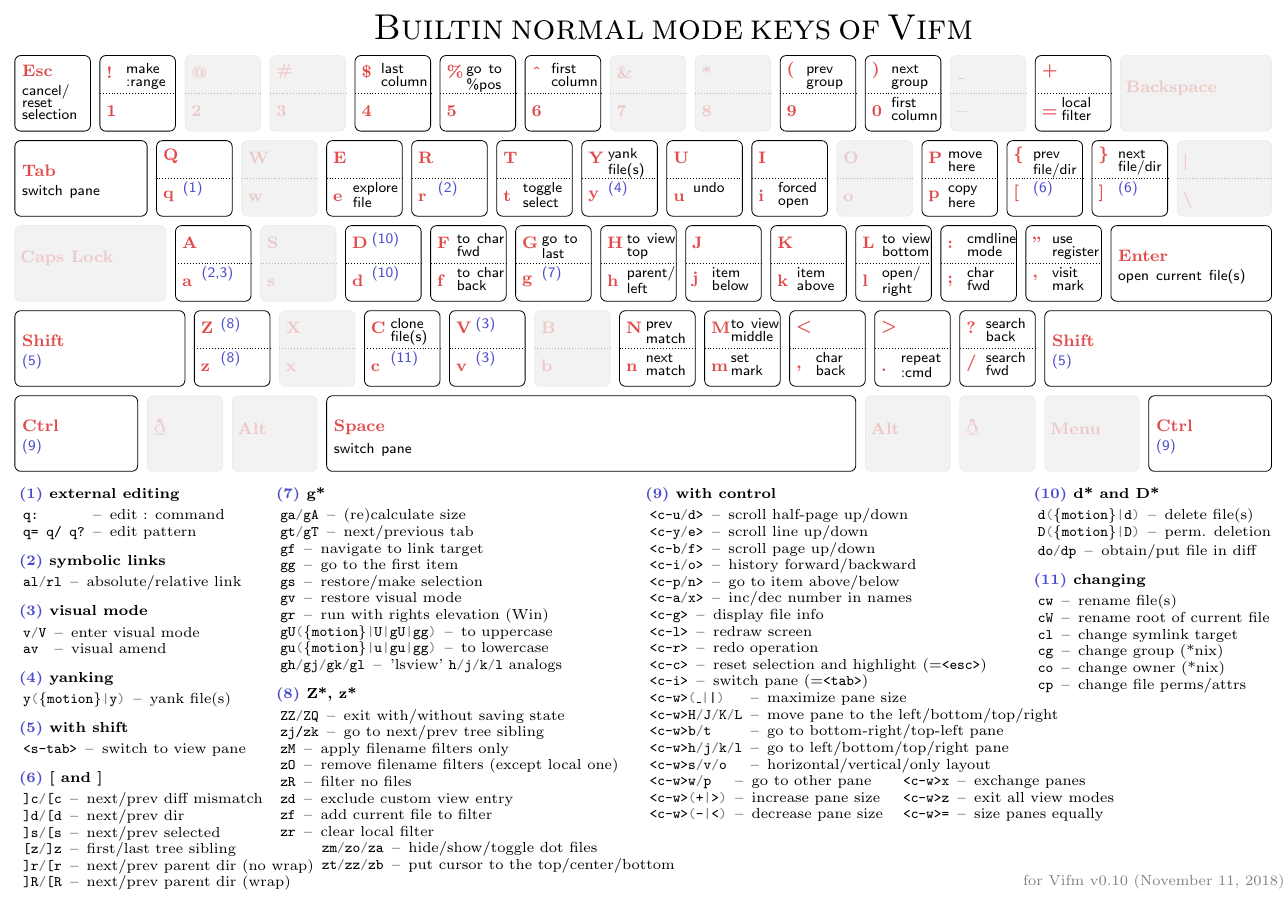 BUILTIN NORMAL MODE KEYS OF VIFM
Esc cancel/ reset selection
! make :range 1
@ 2
# 3
$ last column 4
% go to %pos 5
^ first column 6
& 7
* 8
( prev group 9
) next group 0 first column
_ –
+ = local filter
Backspace
Tab switch pane
Q q (1)
W w
E e explore file
R r (2)
T t toggle select
Y yank file(s) y (4)
U u undo
I i forced open
O o
P move here p copy here
{ prev file/dir [ (6)
} next file/dir ] (6)
| \
Caps Lock
A a (2,3)
S s
D (10) d (10)
F to char fwd f to char back
G go to last g (7)
H to view top h parent/ left
J j item below
K k item above
L to view bottom l open/ right
: cmdline mode ; char fwd
" use register ' visit mark
Enter open current file(s)
Shift (5)
Z (8) z (8)
X x
C clone file(s) c (11)
V (3) v (3)
B b
N prev match n next match
M to view middle m set mark
< , char back
> . repeat :cmd
? search back / search fwd
Shift (5)
Ctrl (9)
Alt
Space switch pane
Alt
Menu
Ctrl (9)
(1) external editing
q: – edit : command
q= q/ q? – edit pattern
(2) symbolic links
al/rl – absolute/relative link
(3) visual mode
v/V – enter visual mode
av – visual amend
(4) yanking
y({motion}|y) – yank file(s)
(5) with shift
<s-tab> – switch to view pane
(6) [ and ]
]c/[c – next/prev diff mismatch
]d/[d – next/prev dir
]s/[s – next/prev selected
[z/]z – first/last tree sibling
]r/[r – next/prev parent dir (no wrap)
]R/[R – next/prev parent dir (wrap)
(7) g*
ga/gA – (re)calculate size
gt/gT – next/previous tab
gf – navigate to link target
gg – go to the first item
gs – restore/make selection
gv – restore visual mode
gr – run with rights elevation (Win)
gU({motion}|U|gU|gg) – to uppercase
gu({motion}|u|gu|gg) – to lowercase
gh/gj/gk/gl – 'lsview' h/j/k/l analogs
(8) Z*, z*
ZZ/ZQ – exit with/without saving state
zj/zk – go to next/prev tree sibling
zM – apply filename filters only
zO – remove filename filters (except local one)
zR – filter no files
zd – exclude custom view entry
zf – add current file to filter
zr – clear local filter
zm/zo/za – hide/show/toggle dot files
zt/zz/zb – put cursor to the top/center/bottom
(9) with control
<c-u/d> – scroll half-page up/down
<c-y/e> – scroll line up/down
<c-b/f> – scroll page up/down
<c-i/o> – history forward/backward
<c-p/n> – go to item above/below
<c-a/x> – inc/dec number in names
<c-g> – display file info
<c-l> – redraw screen
<c-r> – redo operation
<c-c> – reset selection and highlight (=<esc>)
<c-i> – switch pane (=<tab>)
<c-w>(_||) – maximize pane size
<c-w>H/J/K/L – move pane to the left/bottom/top/right
<c-w>b/t – go to bottom-right/top-left pane
<c-w>h/j/k/l – go to left/bottom/top/right pane
<c-w>s/v/o – horizontal/vertical/only layout
<c-w>w/p – go to other pane <c-w>x – exchange panes
<c-w>(+|>) – increase pane size <c-w>z – exit all view modes
<c-w>(-|<) – decrease pane size <c-w>= – size panes equally
(10) d* and D*
d({motion}|d) – delete file(s)
D({motion}|D) – perm. deletion
do/dp – obtain/put file in diff
(11) changing
cw – rename file(s)
cW – rename root of current file
cl – change symlink target
cg – change group (*nix)
co – change owner (*nix)
cp – change file perms/attrs
for Vifm v0.10 (November 11, 2018)